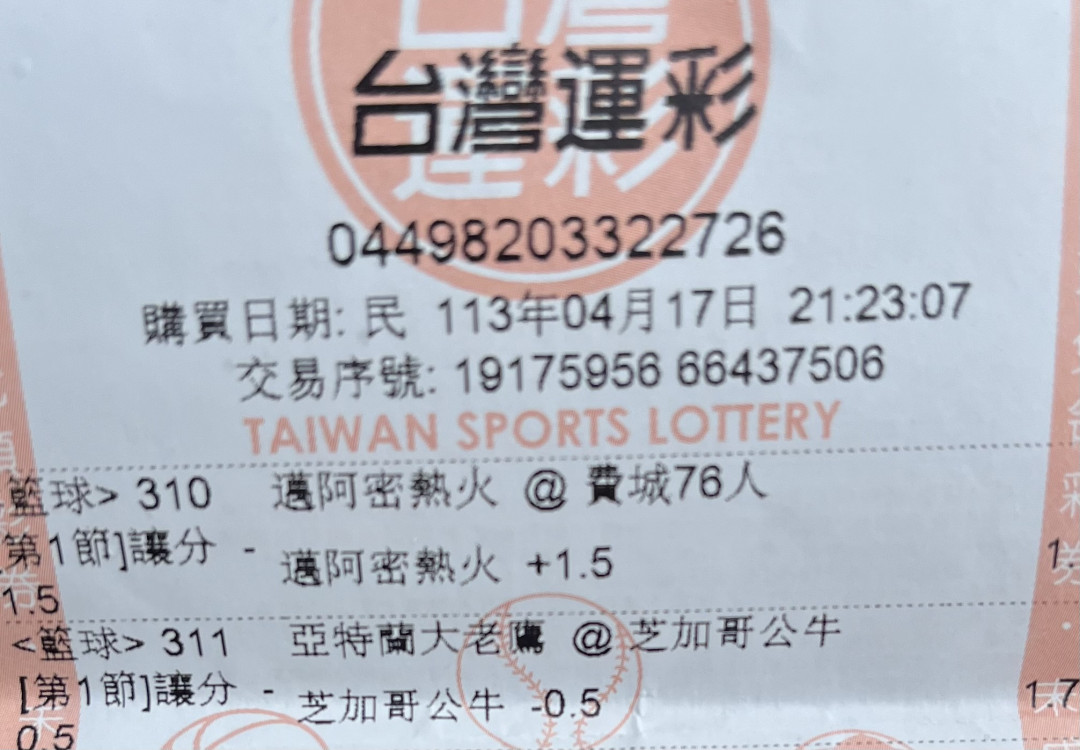 台灣運彩
04498203322726
購買日期: 民 113年04月17日 21:23:07
交易序號: 19175956 66437506
TAIWAN SPORTS LOTTERY
籃球> 310 邁阿密熱火 @ 費城76人
[第1節]讓分 - 邁阿密熱火 +1.5 1.
1.5
<籃球> 311 亞特蘭大老鷹 @ 芝加哥公牛
[第1節]讓分 - 芝加哥公牛 -0.5 1.7
0.5